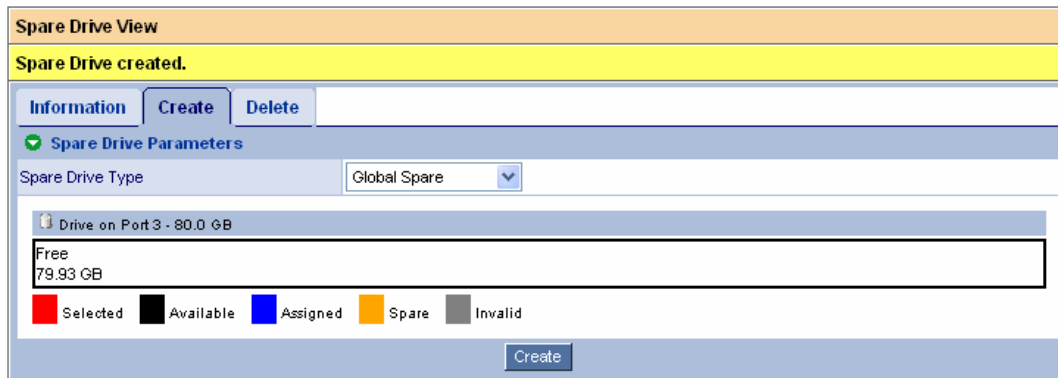 Spare Drive View
Spare Drive created.
Information Create Delete
Spare Drive Parameters
Spare Drive Type Global Spare
Drive on Port 3 - 80.0 GB
Free
79.93 GB
Selected Available Assigned Spare Invalid
Create